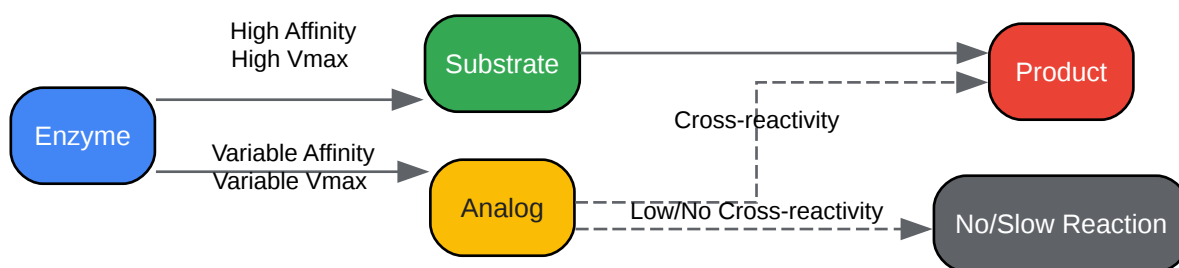 High Affinity
High Vmax
Substrate
Product
Enzyme
Cross-reactivity
Variable Affinity
Variable Vmax
Analog
Low/No Cross-reactivity
No/Slow Reaction